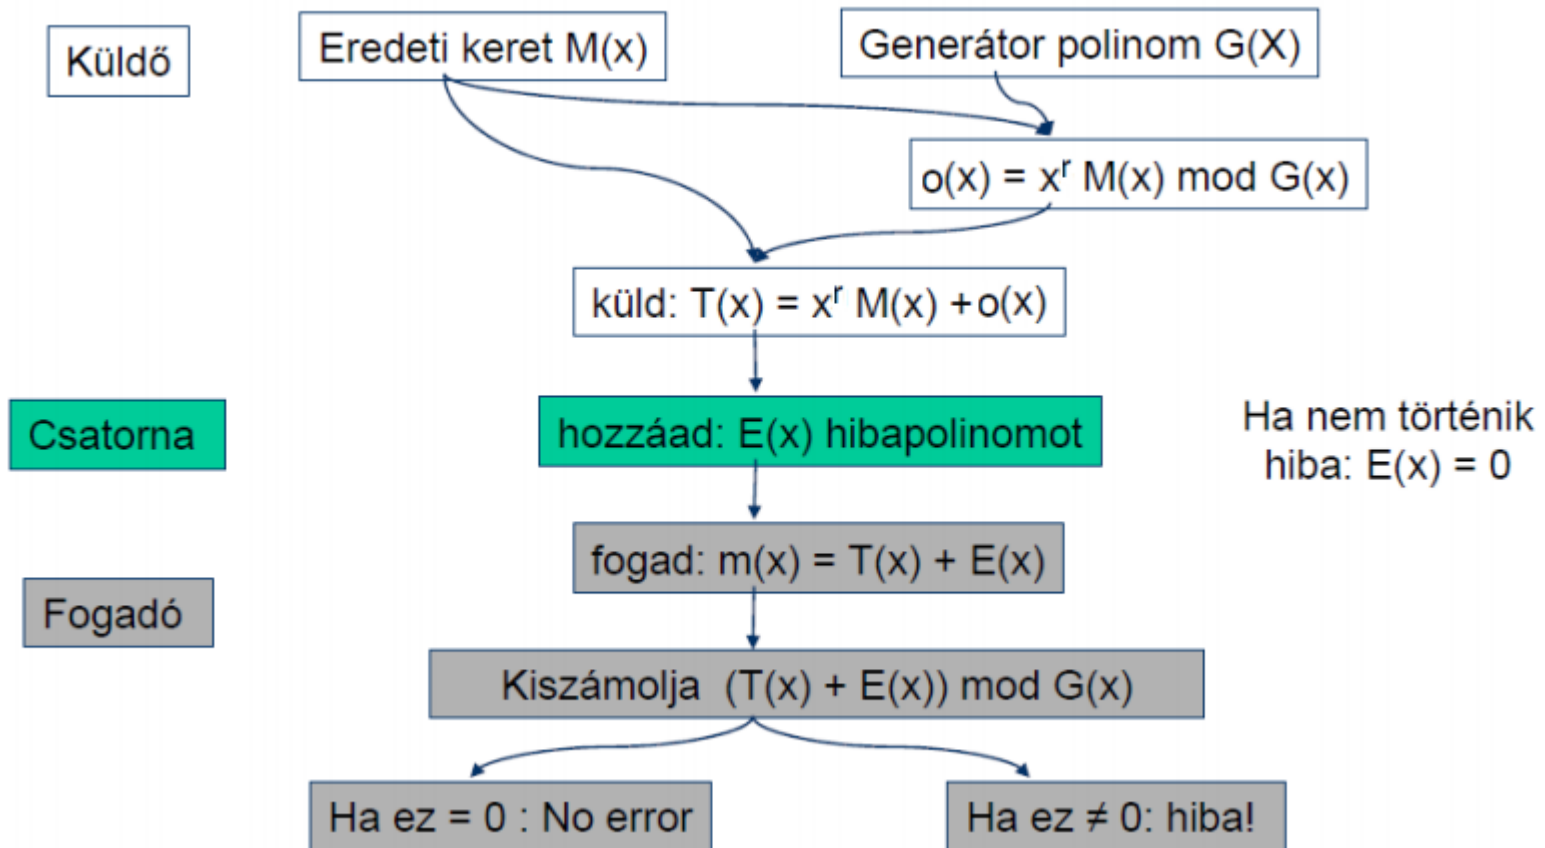 Küldő
Eredeti keret M(x)
Generátor polinom G(X)
o(x) = xʳ M(x) mod G(x)
küld: T(x) = xʳ M(x) + o(x)
Csatorna
hozzáad: E(x) hibapolinomot
Ha nem történik
hiba: E(x) = 0
fogad: m(x) = T(x) + E(x)
Fogadó
Kiszámolja (T(x) + E(x)) mod G(x)
Ha ez = 0 : No error
Ha ez ≠ 0: hiba!